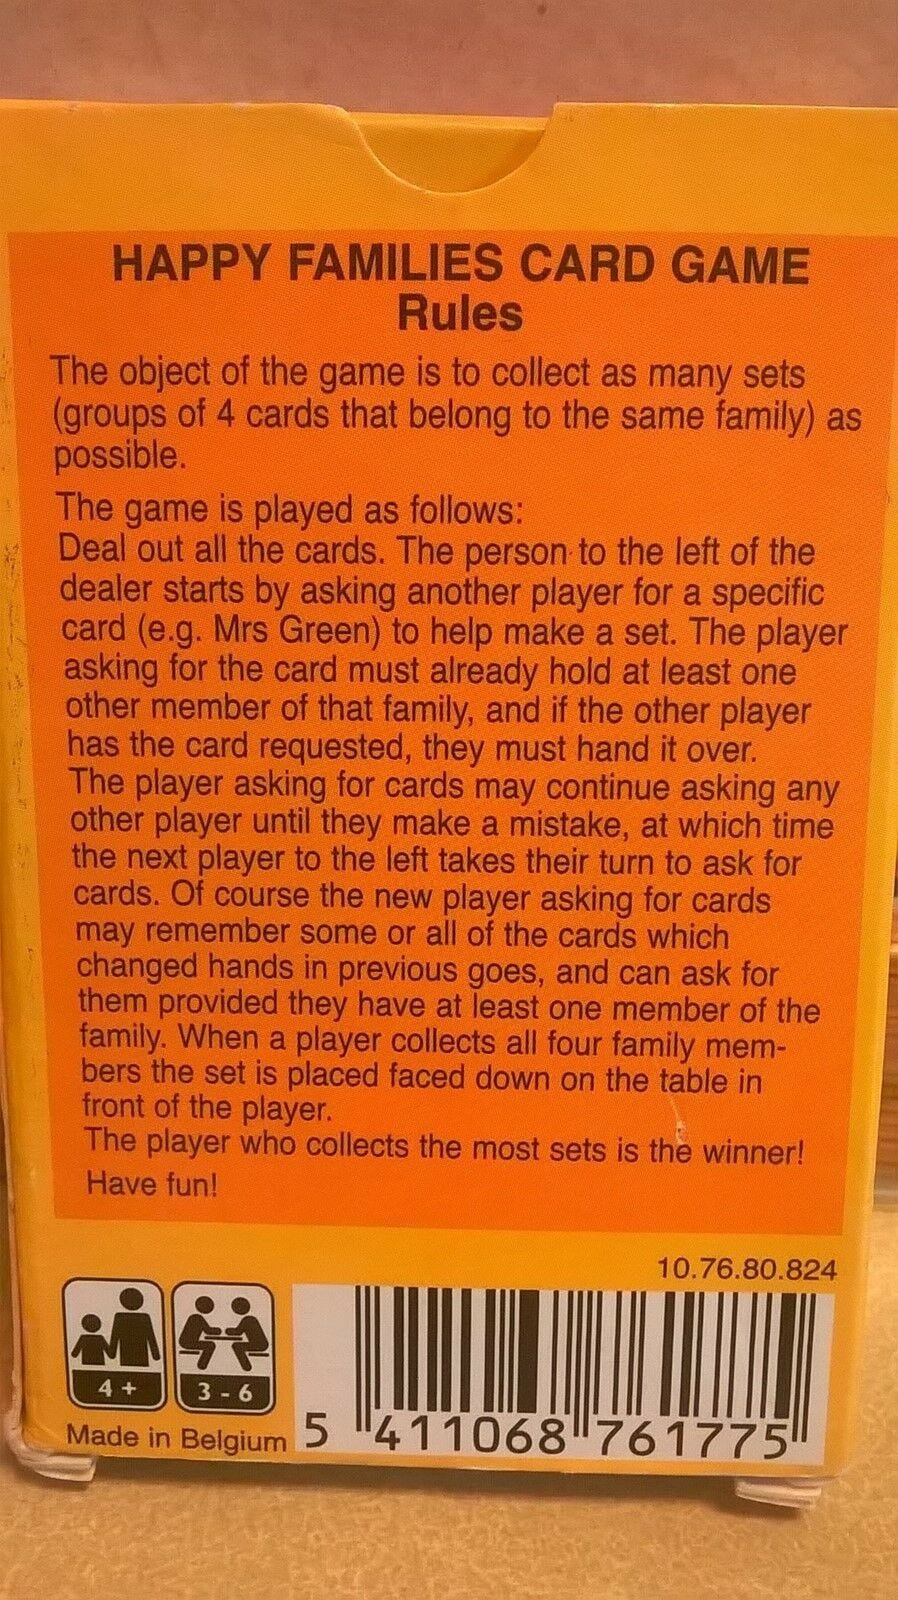 HAPPY FAMILIES CARD GAME
Rules
The object of the game is to collect as many sets
(groups of 4 cards that belong to the same family) as
possible.
The game is played as follows:
Deal out all the cards. The person to the left of the
dealer starts by asking another player for a specific
card (e.g. Mrs Green) to help make a set. The player
asking for the card must already hold at least one
other member of that family, and if the other player
has the card requested, they must hand it over.
The player asking for cards may continue asking any
other player until they make a mistake, at which time
the next player to the left takes their turn to ask for
cards. Of course the new player asking for cards
may remember some or all of the cards which
changed hands in previous goes, and can ask for
them provided they have at least one member of the
family. When a player collects all four family mem-
bers the set is placed faced down on the table in
front of the player.
The player who collects the most sets is the winner!
Have fun!
10.76.80.824
4 +
3 - 6
Made in Belgium
5 411068 761775